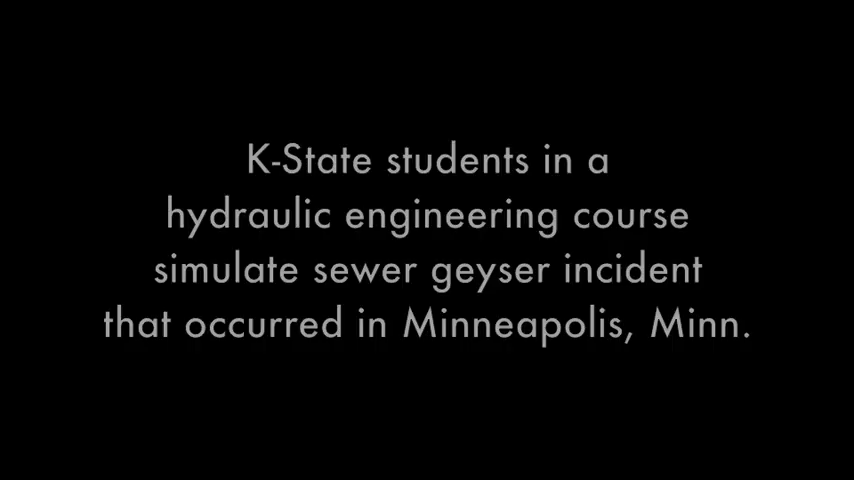 K-State students in a
hydraulic engineering course
simulate sewer geyser incident
that occurred in Minneapolis, Minn.